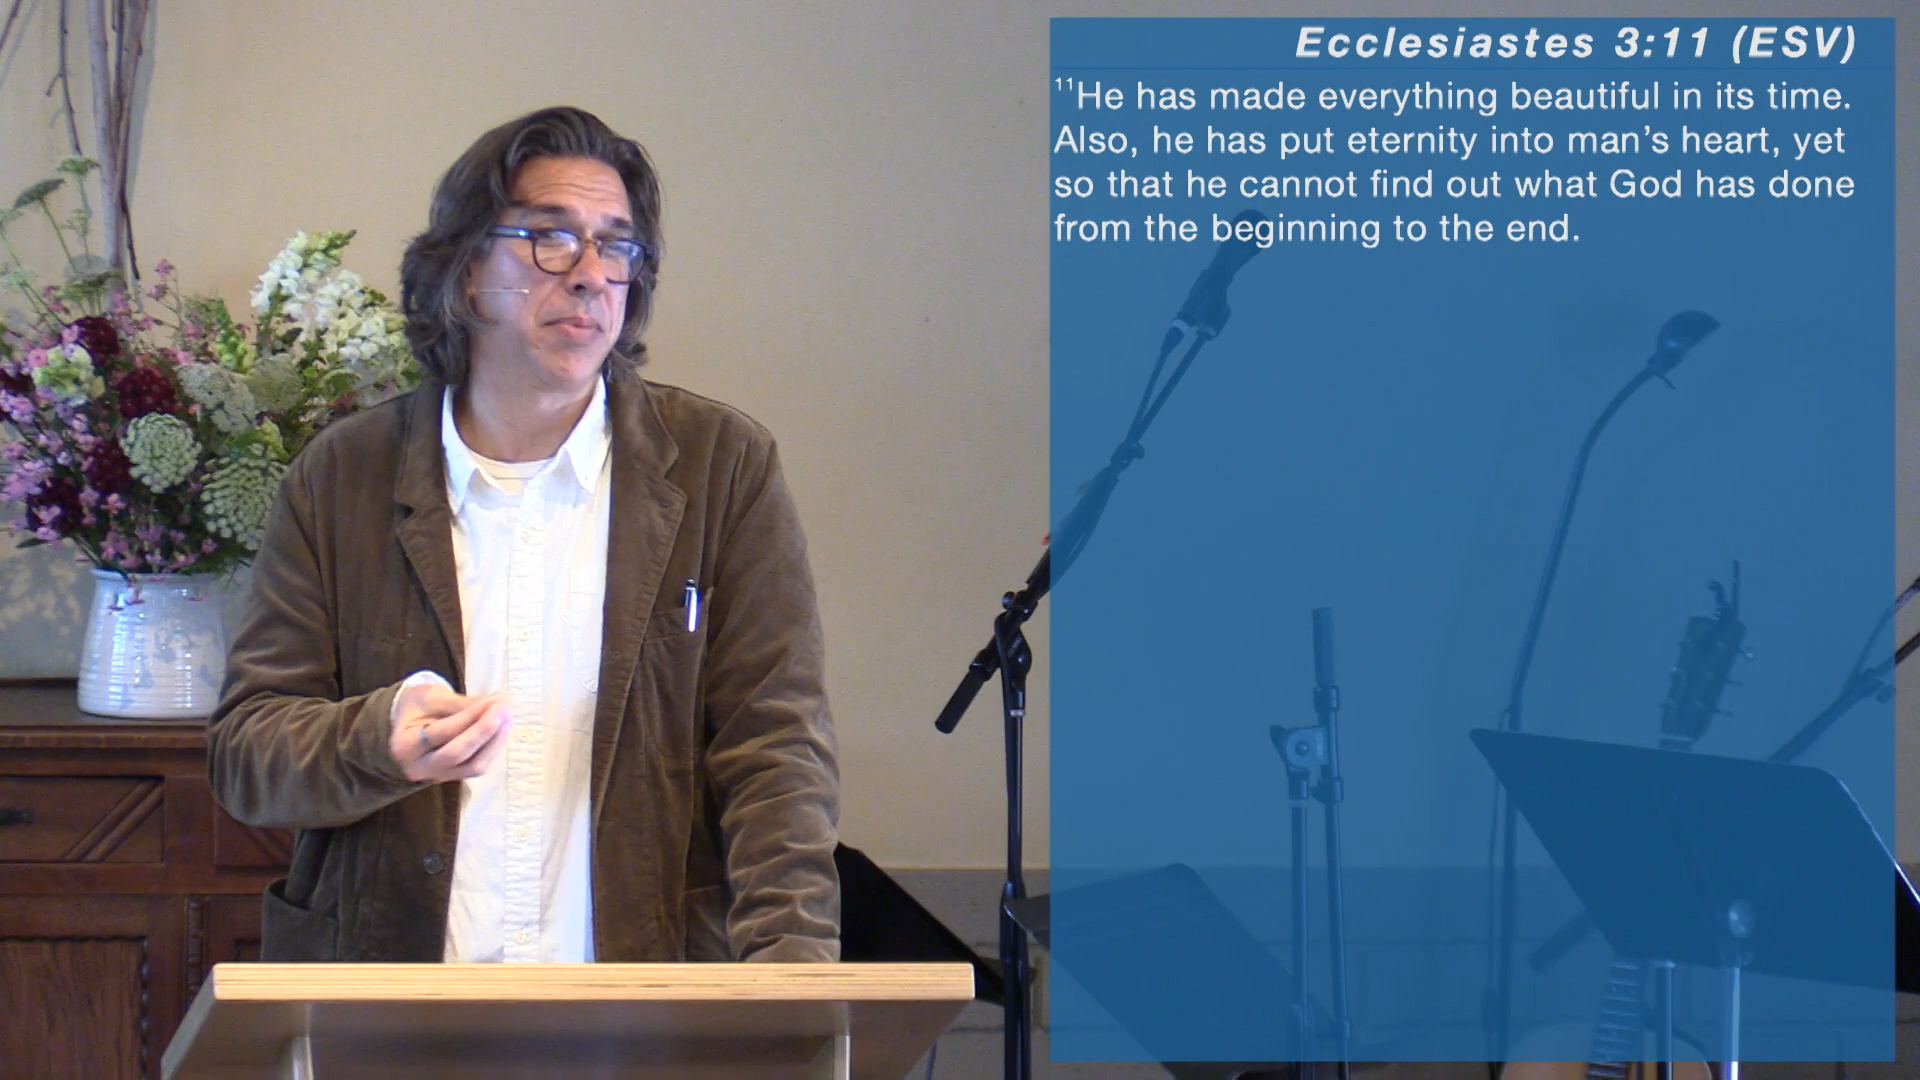 Ecclesiastes 3:11 (ESV)
¹¹He has made everything beautiful in its time.
Also, he has put eternity into man’s heart, yet
so that he cannot find out what God has done
from the beginning to the end.